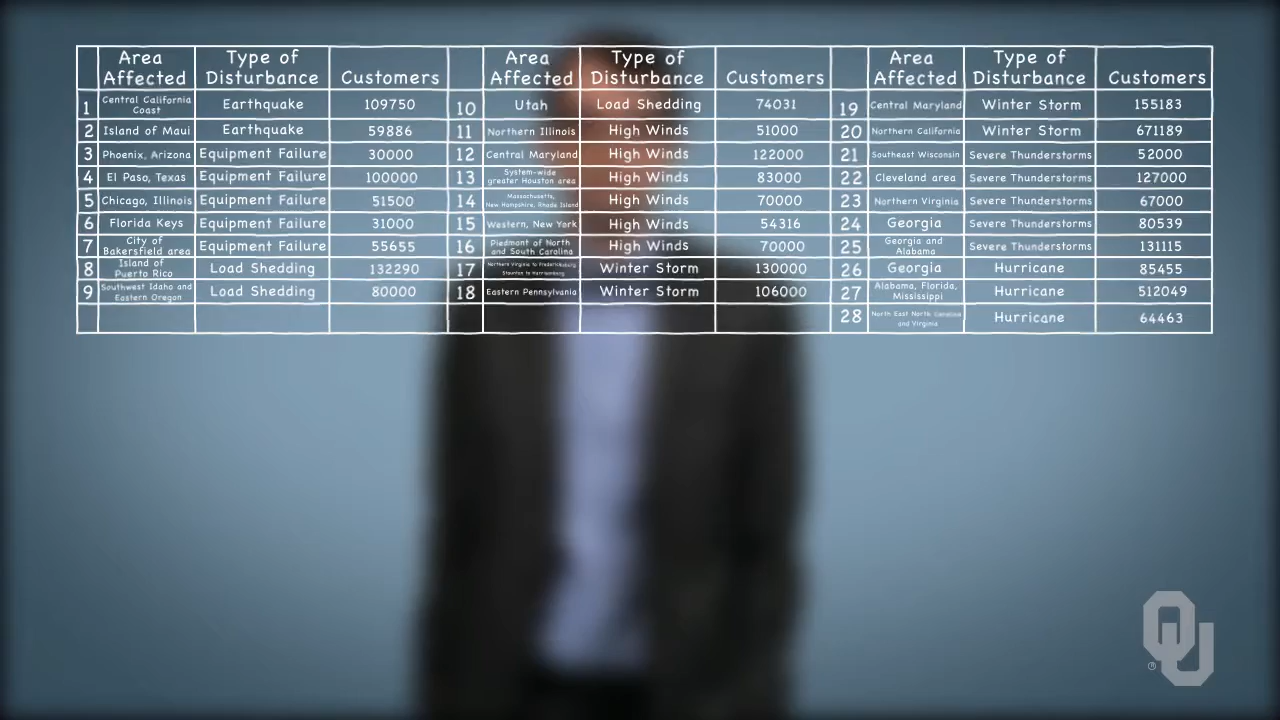 Area Affected Type of Disturbance Customers
1 Central California Coast Earthquake 109750
2 Island of Maui Earthquake 59886
3 Phoenix, Arizona Equipment Failure 30000
4 El Paso, Texas Equipment Failure 100000
5 Chicago, Illinois Equipment Failure 51500
6 Florida Keys Equipment Failure 31000
7 City of Bakersfield area Equipment Failure 55655
8 Island of Puerto Rico Load Shedding 132290
9 Southwest Idaho and Eastern Oregon Load Shedding 80000
Area Affected Type of Disturbance Customers
10 Utah Load Shedding 74031
11 Northern Illinois High Winds 51000
12 Central Maryland High Winds 122000
13 System-wide greater Houston area High Winds 83000
14 Massachusetts, New Hampshire, Rhode Island High Winds 70000
15 Western, New York High Winds 54316
16 Piedmont of North and South Carolina High Winds 70000
17 Northern Virginia to Fredericksburg Staunton to Harrisonburg Winter Storm 130000
18 Eastern Pennsylvania Winter Storm 106000
Area Affected Type of Disturbance Customers
19 Central Maryland Winter Storm 155183
20 Northern California Winter Storm 671189
21 Southeast Wisconsin Severe Thunderstorms 52000
22 Cleveland area Severe Thunderstorms 127000
23 Northern Virginia Severe Thunderstorms 67000
24 Georgia Severe Thunderstorms 80539
25 Georgia and Alabama Severe Thunderstorms 131115
26 Georgia Hurricane 85455
27 Alabama, Florida, Mississippi Hurricane 512049
28 North East North Carolina and Virginia Hurricane 64463
OU
®